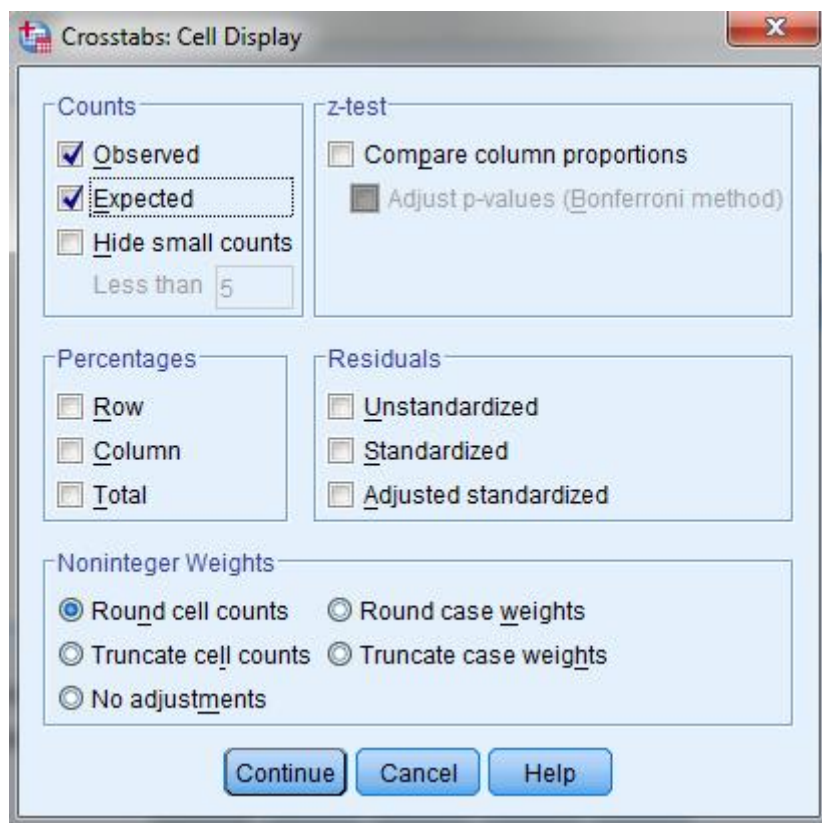 Crosstabs: Cell Display
Counts
Observed
Expected
Hide small counts
Less than 5
z-test
Compare column proportions
Adjust p-values (Bonferroni method)
Percentages
Row
Column
Total
Residuals
Unstandardized
Standardized
Adjusted standardized
Noninteger Weights
Round cell counts Round case weights
Truncate cell counts Truncate case weights
No adjustments
Continue Cancel Help